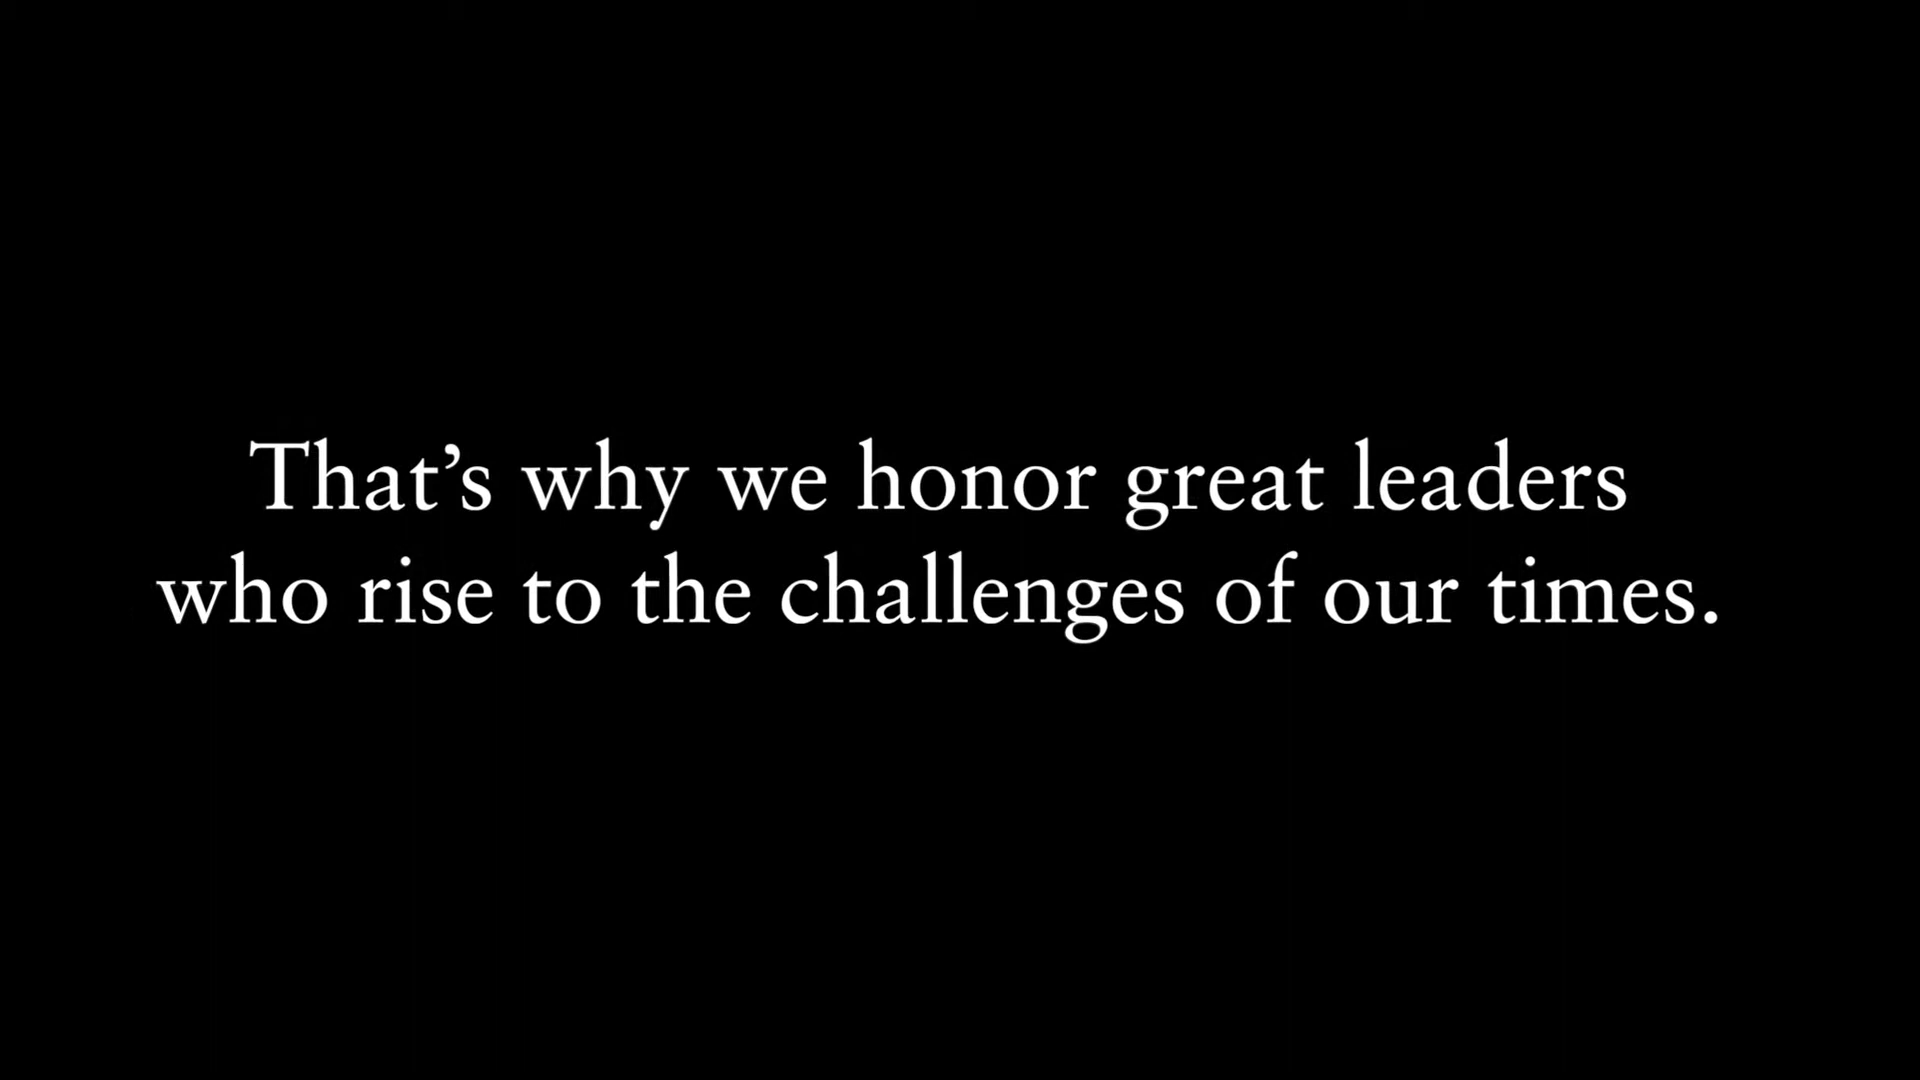 That’s why we honor great leaders
who rise to the challenges of our times.